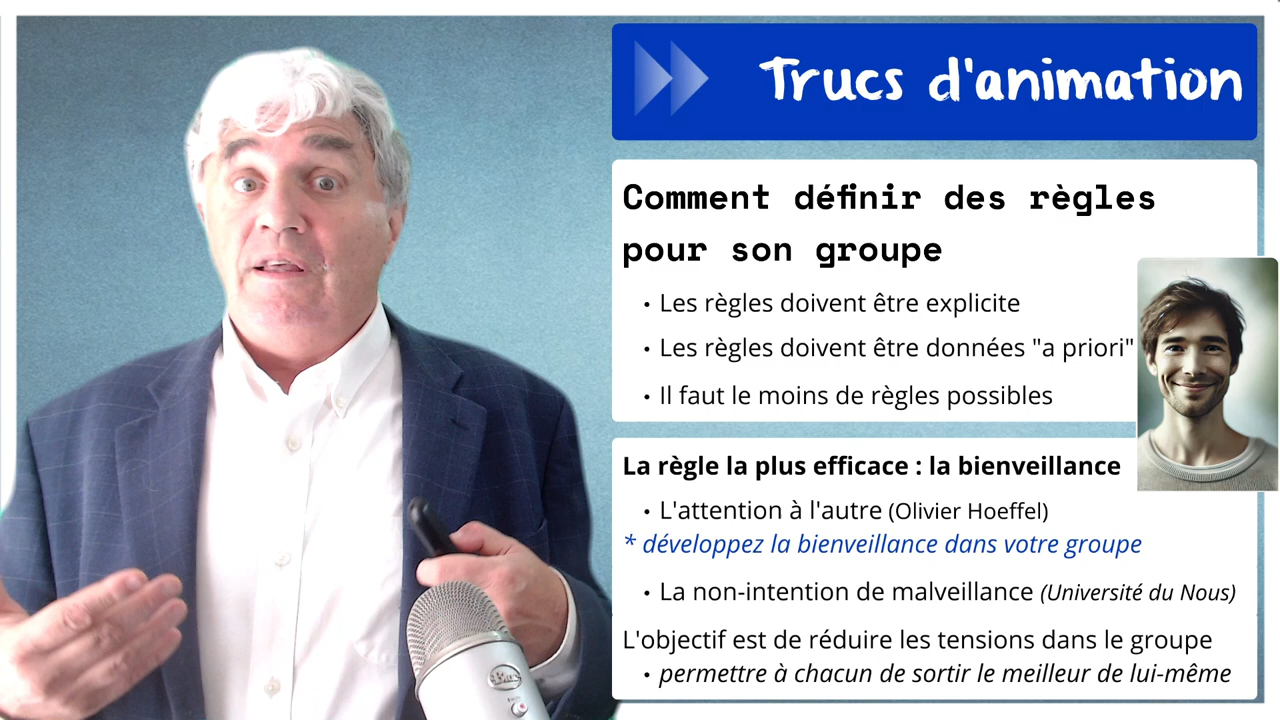 Trucs d'animation
Comment définir des règles
pour son groupe
• Les règles doivent être explicite
• Les règles doivent être données "a priori"
• Il faut le moins de règles possibles
La règle la plus efficace : la bienveillance
• L'attention à l'autre (Olivier Hoeffel)
* développez la bienveillance dans votre groupe
• La non-intention de malveillance (Université du Nous)
L'objectif est de réduire les tensions dans le groupe
• permettre à chacun de sortir le meilleur de lui-même